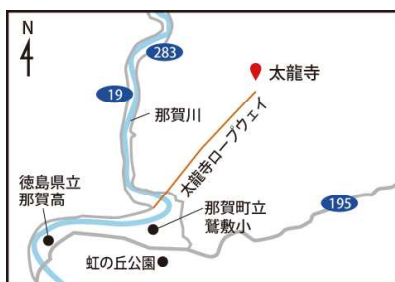 N
283
太龍寺
19
那賀川
太龍寺ロープウェイ
徳島県立
那賀高
那賀町立
鷲敷小
195
虹の丘公園